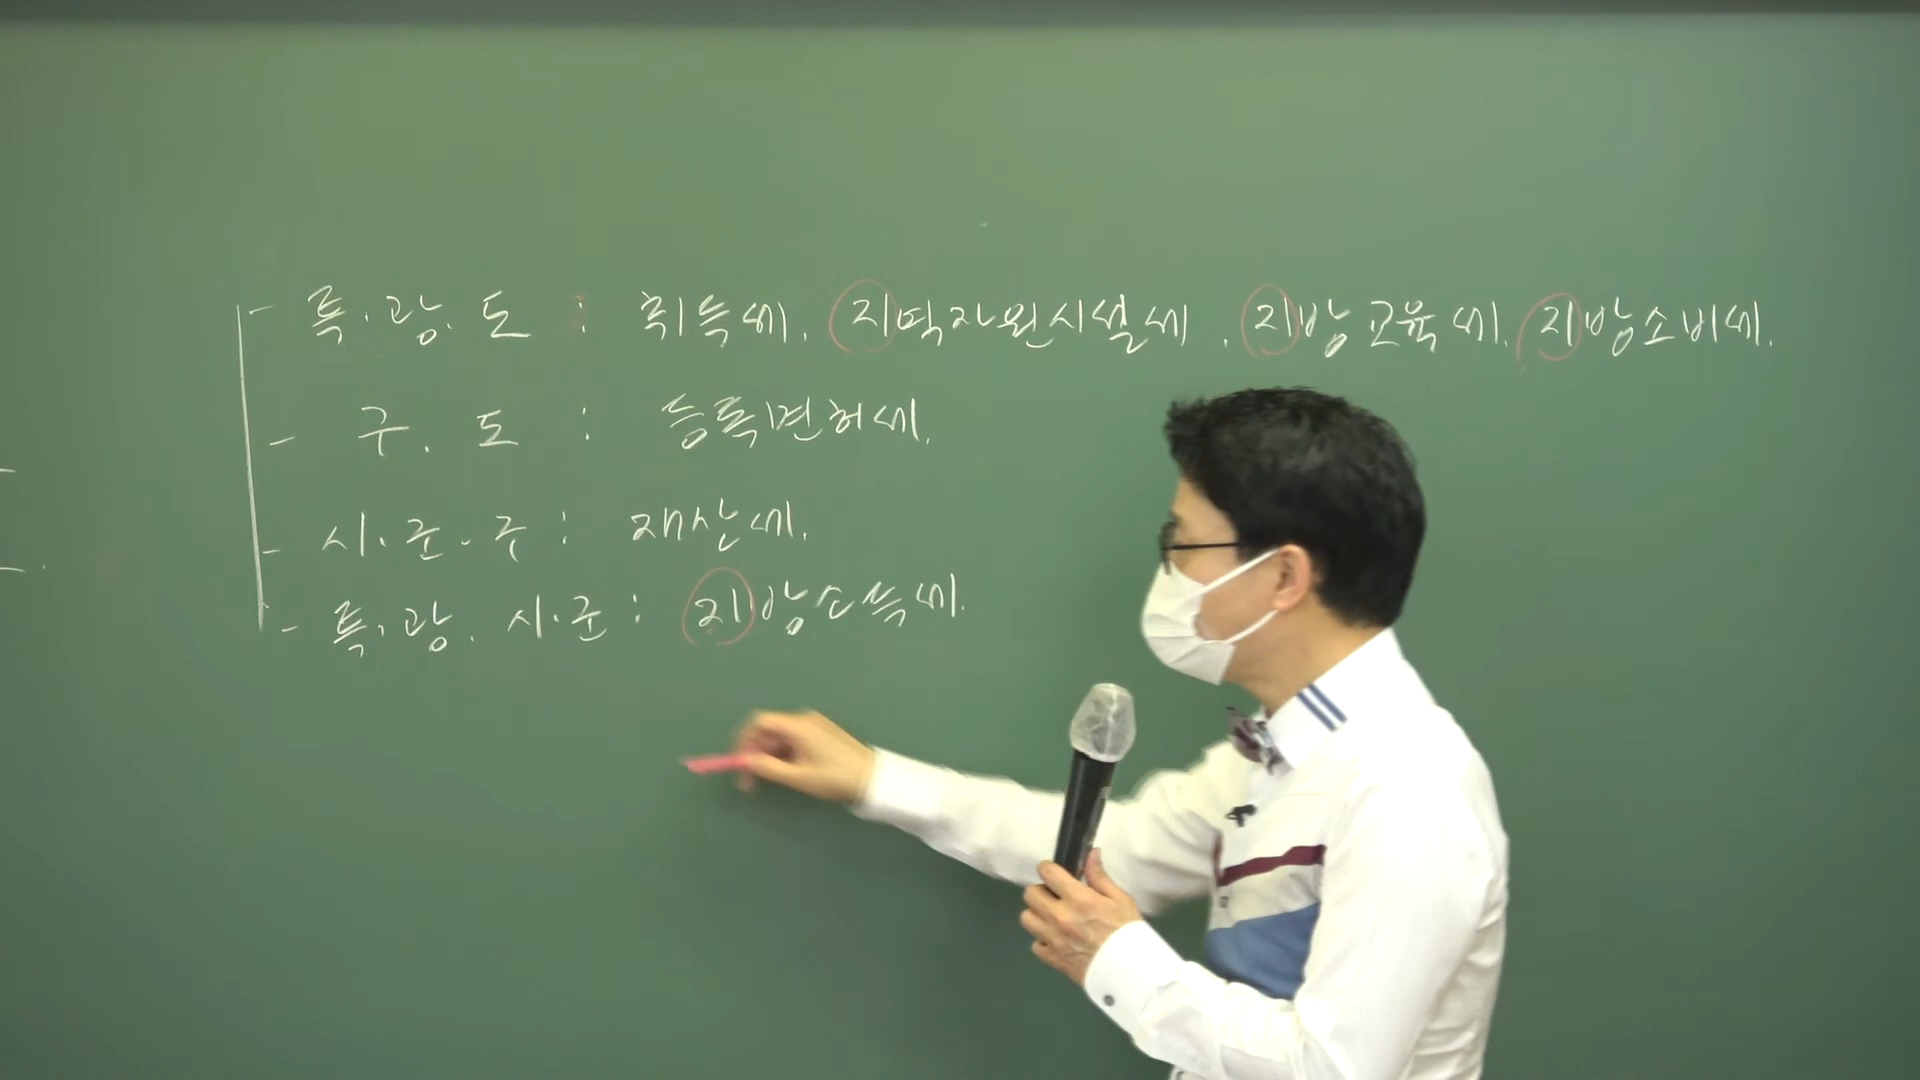 - 특·광·도 : 취득세. 지역자원시설세. 지방교육세. 지방소비세.
- 구. 도 : 등록면허세.
- 시·군·구 : 재산세.
- 특·광. 시·군 : 지방소득세.